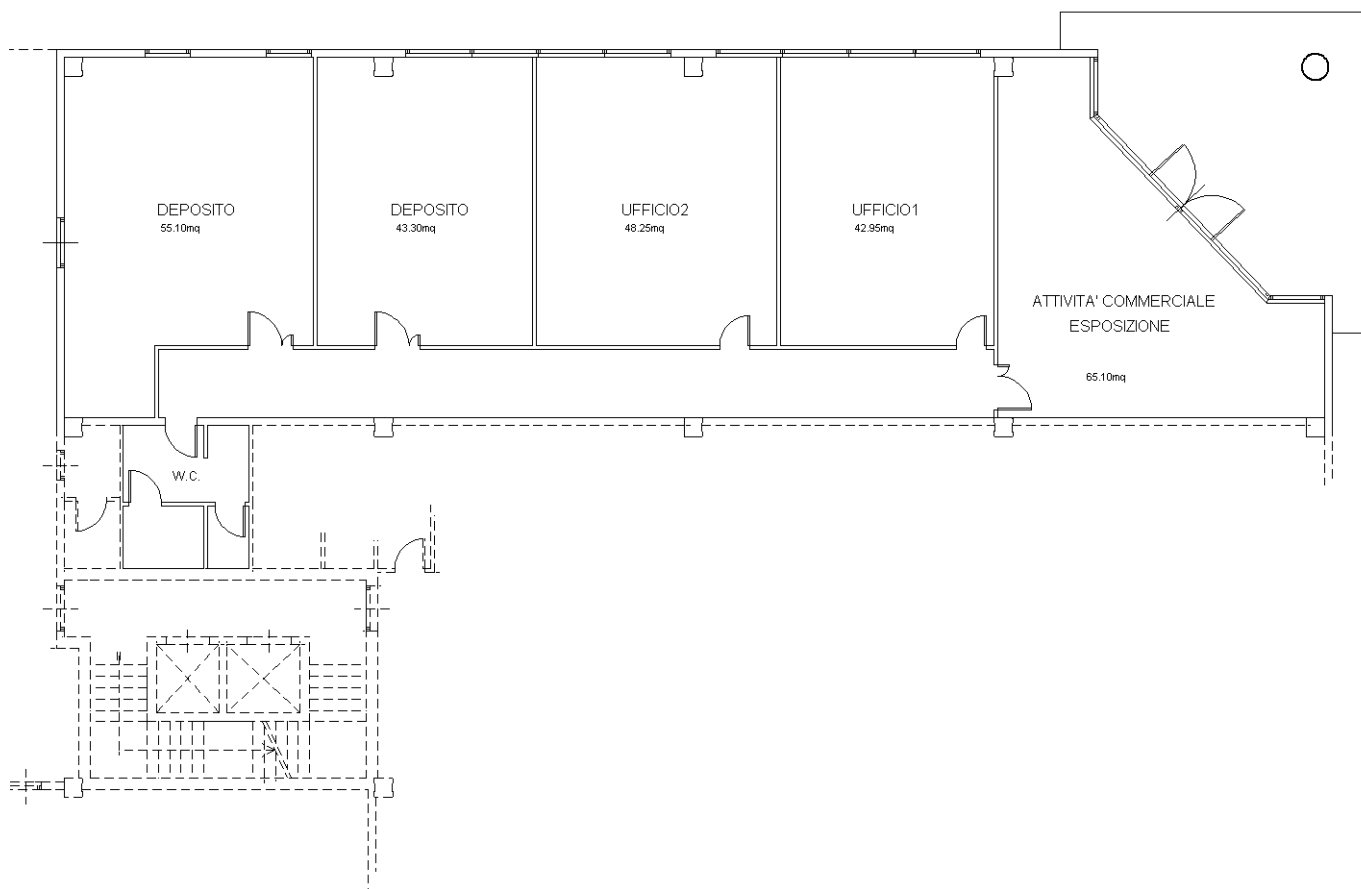 DEPOSITO
55.10mq
DEPOSITO
43.30mq
UFFICIO2
48.25mq
UFFICIO1
42.95mq
ATTIVITA' COMMERCIALE
ESPOSIZIONE
65.10mq
W.C.